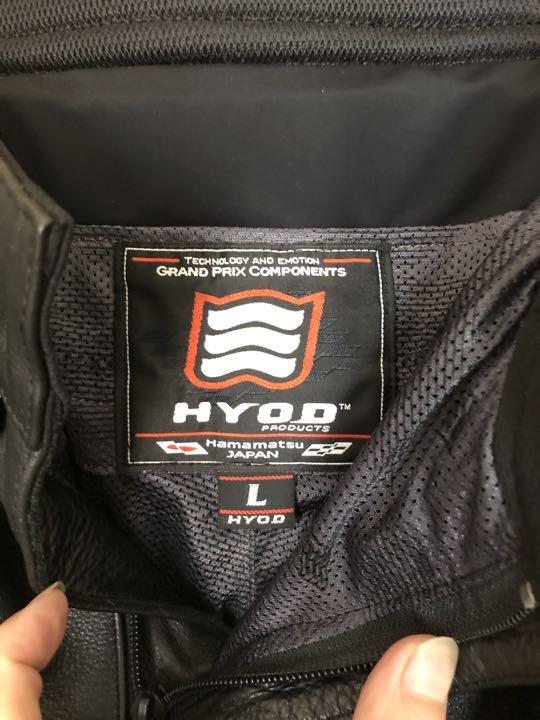 TECHNOLOGY AND EMOTION
GRAND PRIX COMPONENTS
HYOD™
PRODUCTS
Hamamatsu
JAPAN
L
HYOD